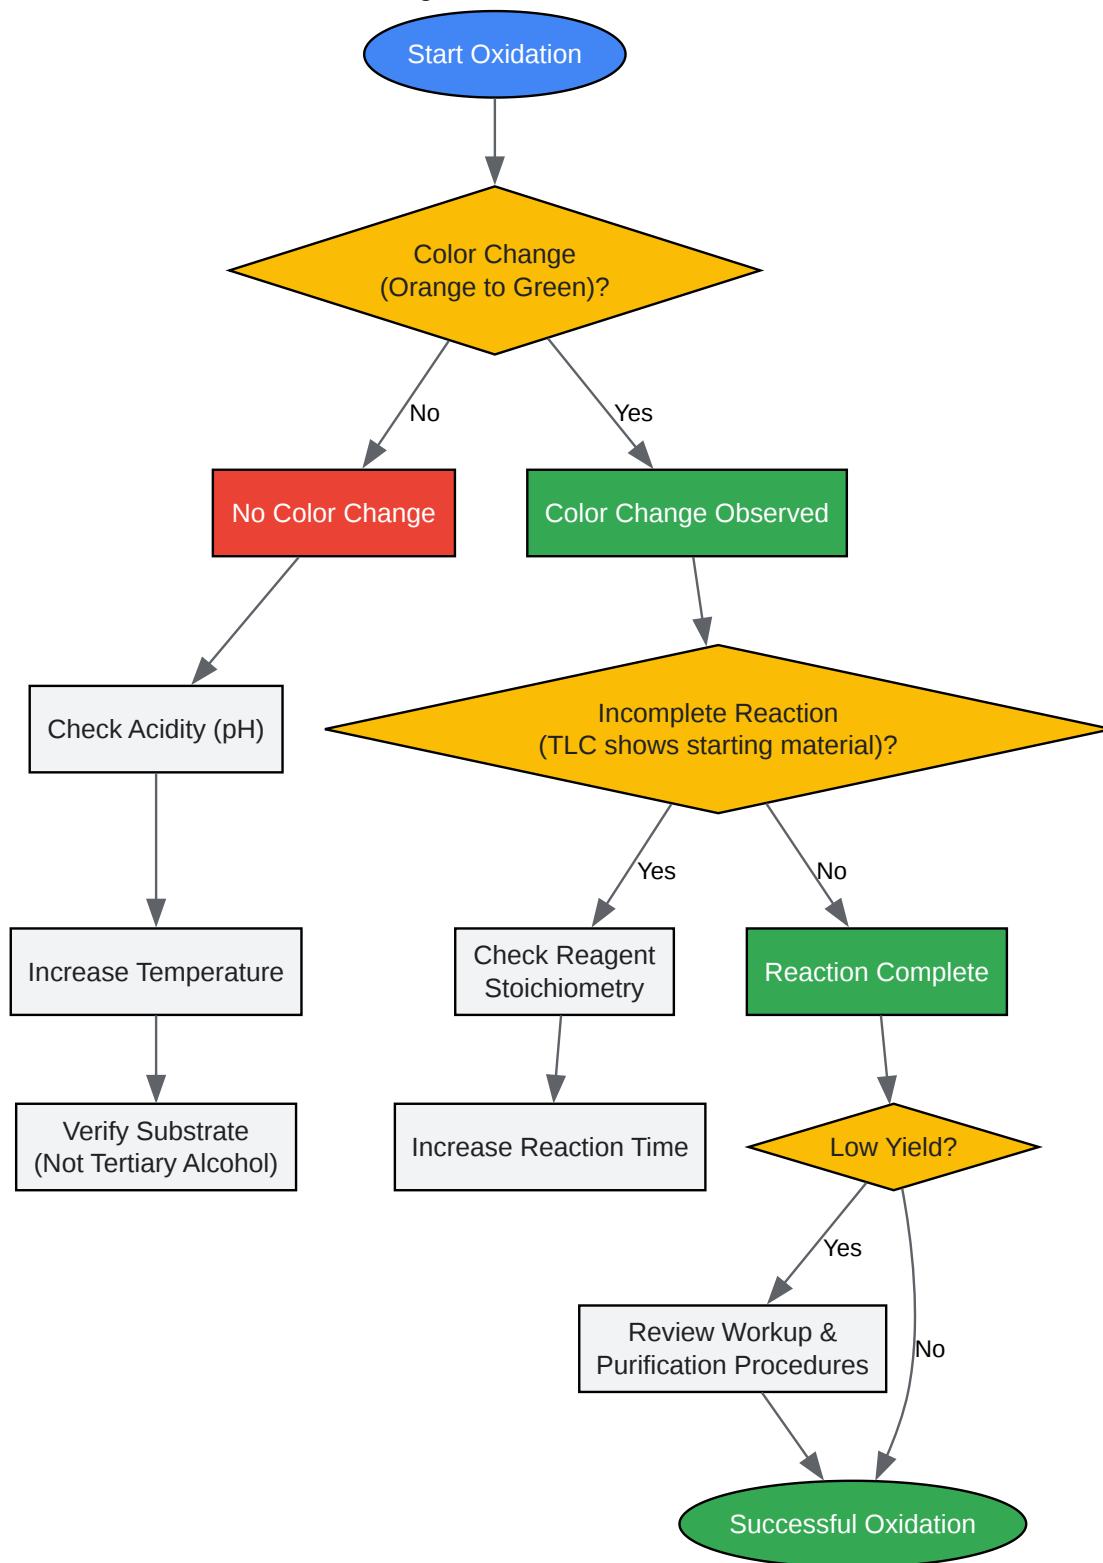 Start Oxidation
Color Change
(Orange to Green)?
No
Yes
No Color Change
Color Change Observed
Check Acidity (pH)
Incomplete Reaction
(TLC shows starting material)?
Yes
No
Increase Temperature
Check Reagent
Stoichiometry
Reaction Complete
Verify Substrate
(Not Tertiary Alcohol)
Increase Reaction Time
Low Yield?
Yes
Review Workup &
Purification Procedures
No
Successful Oxidation